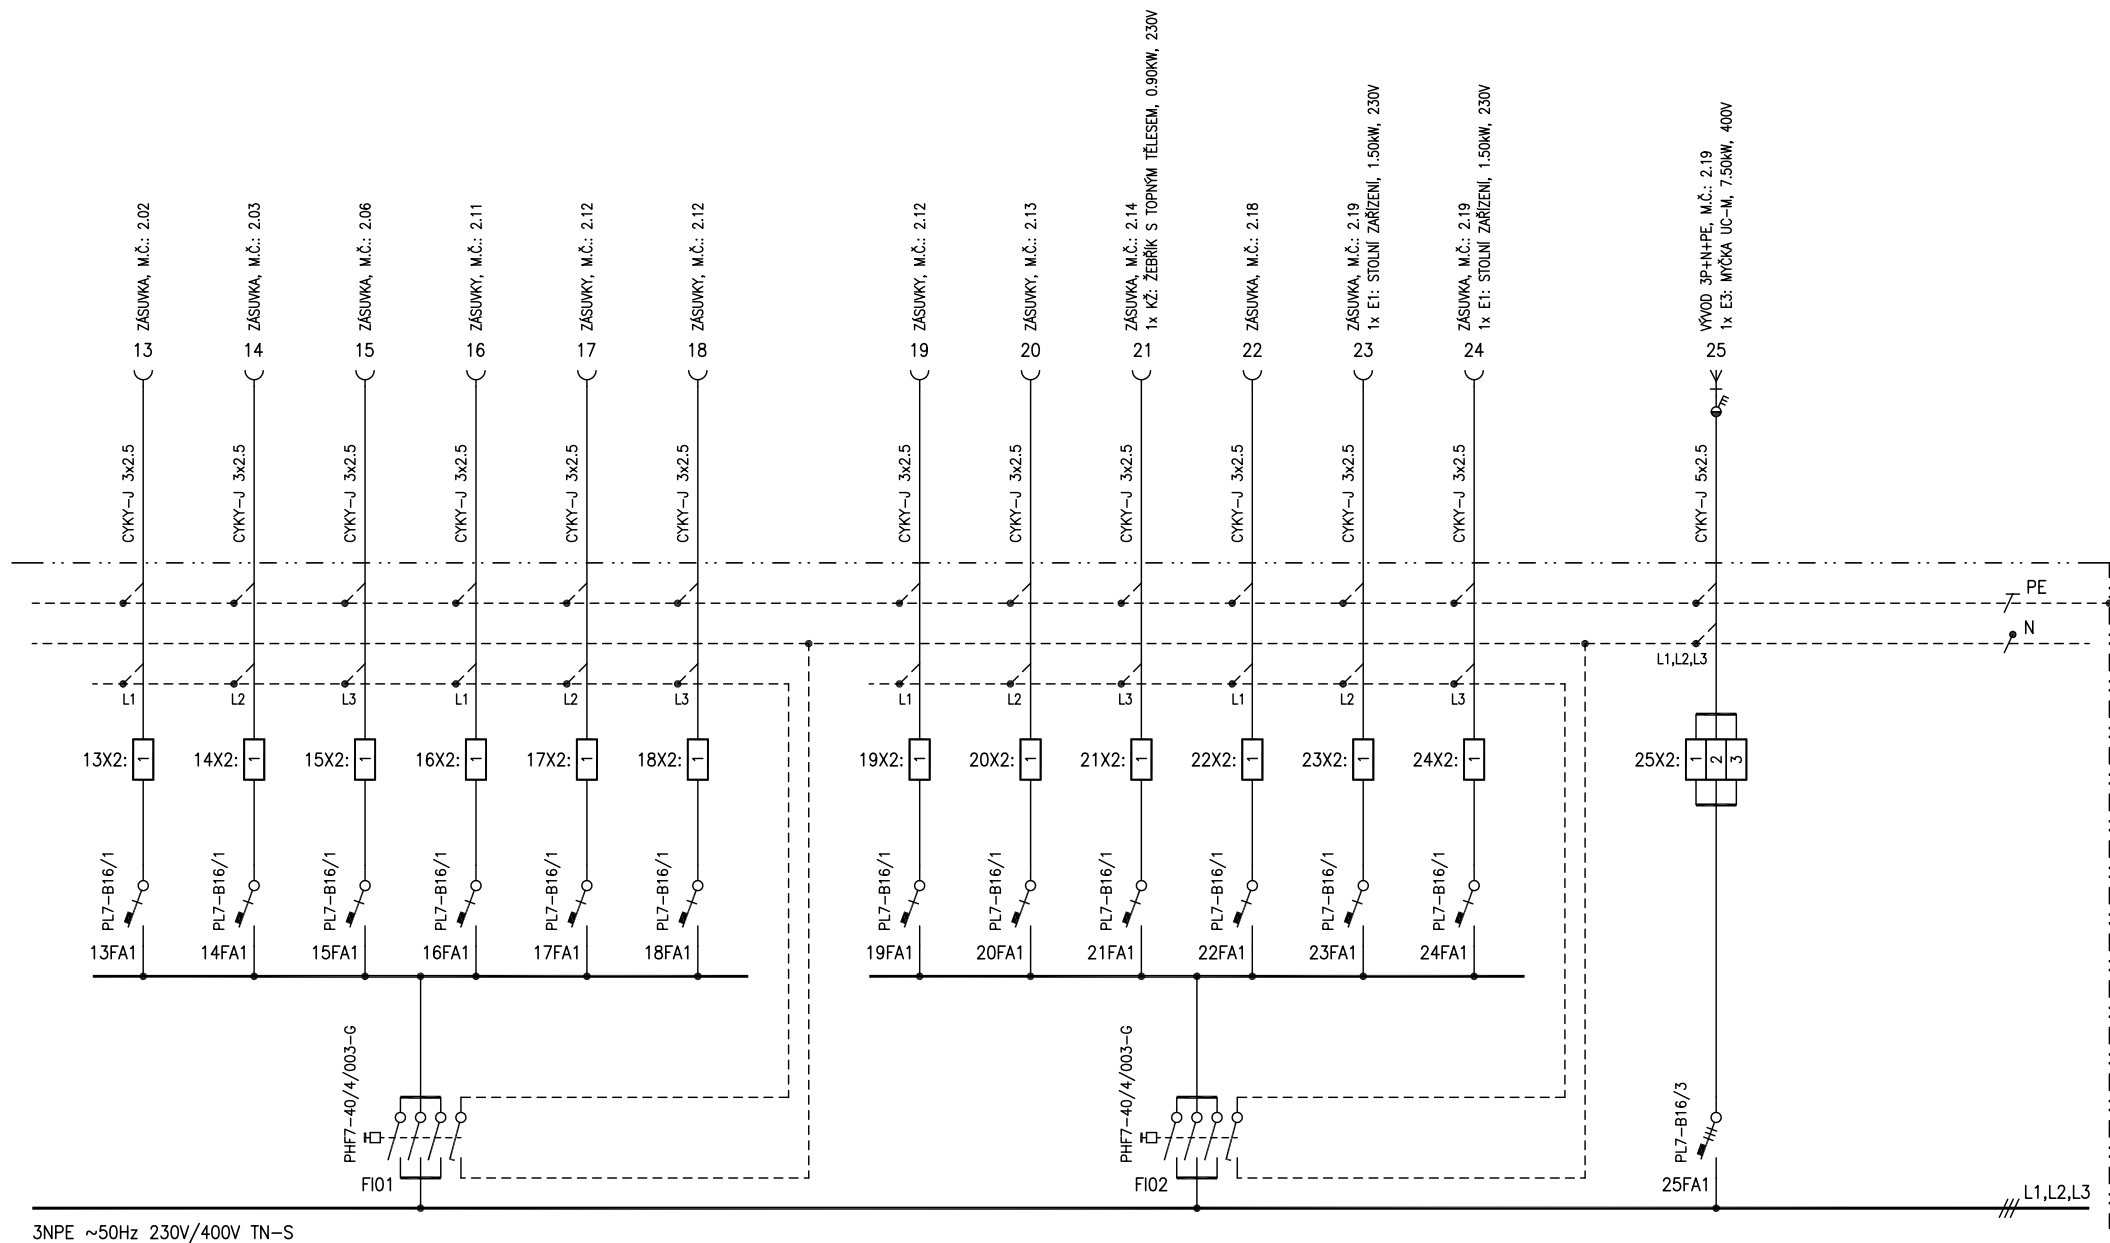 ZÁSUVKA, M.Č.: 2.02
ZÁSUVKA, M.Č.: 2.03
ZÁSUVKA, M.Č.: 2.06
ZÁSUVKY, M.Č.: 2.11
ZÁSUVKY, M.Č.: 2.12
ZÁSUVKY, M.Č.: 2.12
ZÁSUVKY, M.Č.: 2.12
ZÁSUVKY, M.Č.: 2.13
ZÁSUVKA, M.Č.: 2.14
1x KŽ: ŽEBŘÍK S TOPNÝM TĚLESEM, 0.90KW, 230V
ZÁSUVKA, M.Č.: 2.18
ZÁSUVKA, M.Č.: 2.19
1x E1: STOLNÍ ZAŘÍZENÍ, 1.50kW, 230V
ZÁSUVKA, M.Č.: 2.19
1x E1: STOLNÍ ZAŘÍZENÍ, 1.50kW, 230V
VÝVOD 3P+N+PE, M.Č.: 2.19
1x E3: MYČKA UC-M, 7.50kW, 400V
13 14 15 16 17 18 19 20 21 22 23 24 25
E
CYKY-J 3x2.5
CYKY-J 3x2.5
CYKY-J 3x2.5
CYKY-J 3x2.5
CYKY-J 3x2.5
CYKY-J 3x2.5
CYKY-J 3x2.5
CYKY-J 3x2.5
CYKY-J 3x2.5
CYKY-J 3x2.5
CYKY-J 3x2.5
CYKY-J 3x2.5
CYKY-J 5x2.5
PE
N
L1,L2,L3
L1 L2 L3 L1 L2 L3 L1 L2 L3 L1 L2 L3
13X2: 1 14X2: 1 15X2: 1 16X2: 1 17X2: 1 18X2: 1 19X2: 1 20X2: 1 21X2: 1 22X2: 1 23X2: 1 24X2: 1 25X2: 1 2 3
PL7-B16/1
PL7-B16/1
PL7-B16/1
PL7-B16/1
PL7-B16/1
PL7-B16/1
PL7-B16/1
PL7-B16/1
PL7-B16/1
PL7-B16/1
PL7-B16/1
PL7-B16/1
13FA1 14FA1 15FA1 16FA1 17FA1 18FA1 19FA1 20FA1 21FA1 22FA1 23FA1 24FA1
PHF7-40/4/003-G
PHF7-40/4/003-G
PL7-B16/3
FI01 FI02 25FA1
L1,L2,L3
3NPE ~50Hz 230V/400V TN-S